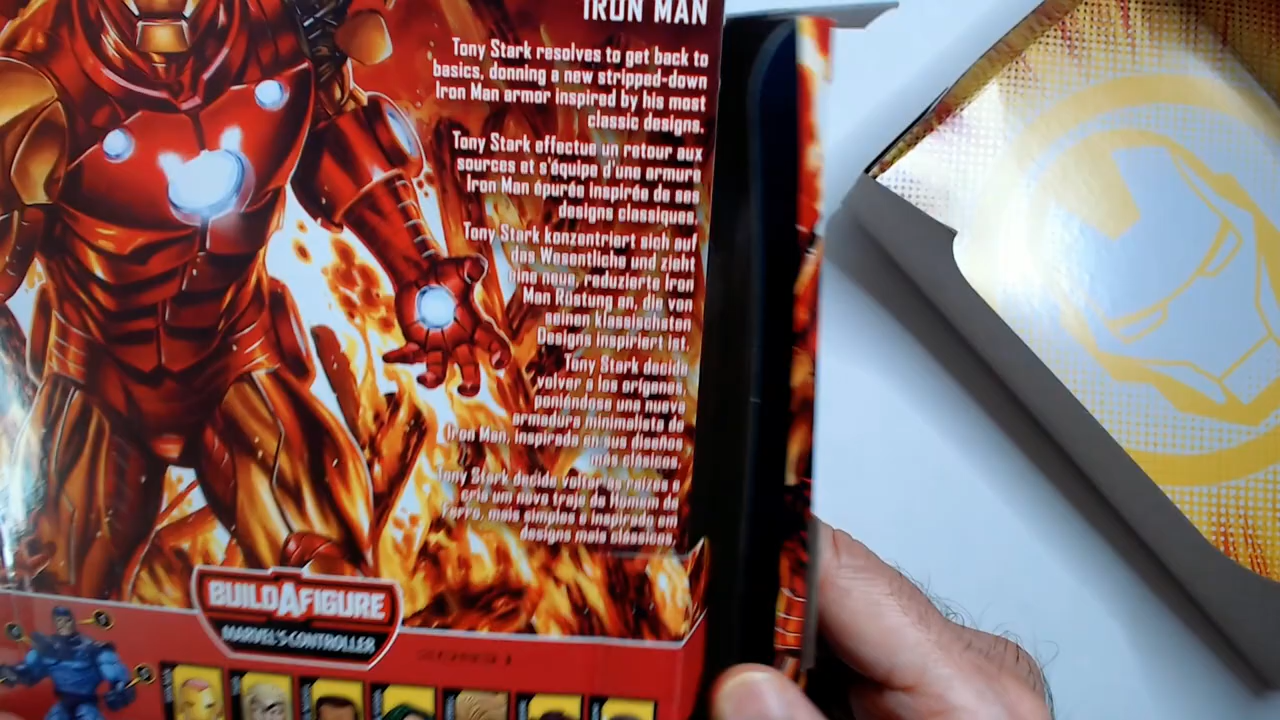 IRON MAN
Tony Stark resolves to get back to
basics, donning a new stripped-down
Iron Man armor inspired by his most
classic designs.
Tony Stark effectue un retour aux
sources et s'équipe d'une armure
Iron Man épurée inspirée de ses
designs classiques.
Tony Stark konzentriert sich auf
das Wesentliche und zieht
eine neue, reduzierte Iron
Man Rüstung an, die von
seinen klassischsten
Designs inspiriert ist.
Tony Stark decide
volver a los orígenes,
poniéndose una nueva
armadura minimalista de
Iron Man, inspirada en sus diseños
más clásicos.
Tony Stark decide voltar às raízes e
cria um novo traje de Homem de
Ferro, mais simples e inspirado em
designs mais clássicos.
BUILDAFIGURE
MARVEL'S CONTROLLER